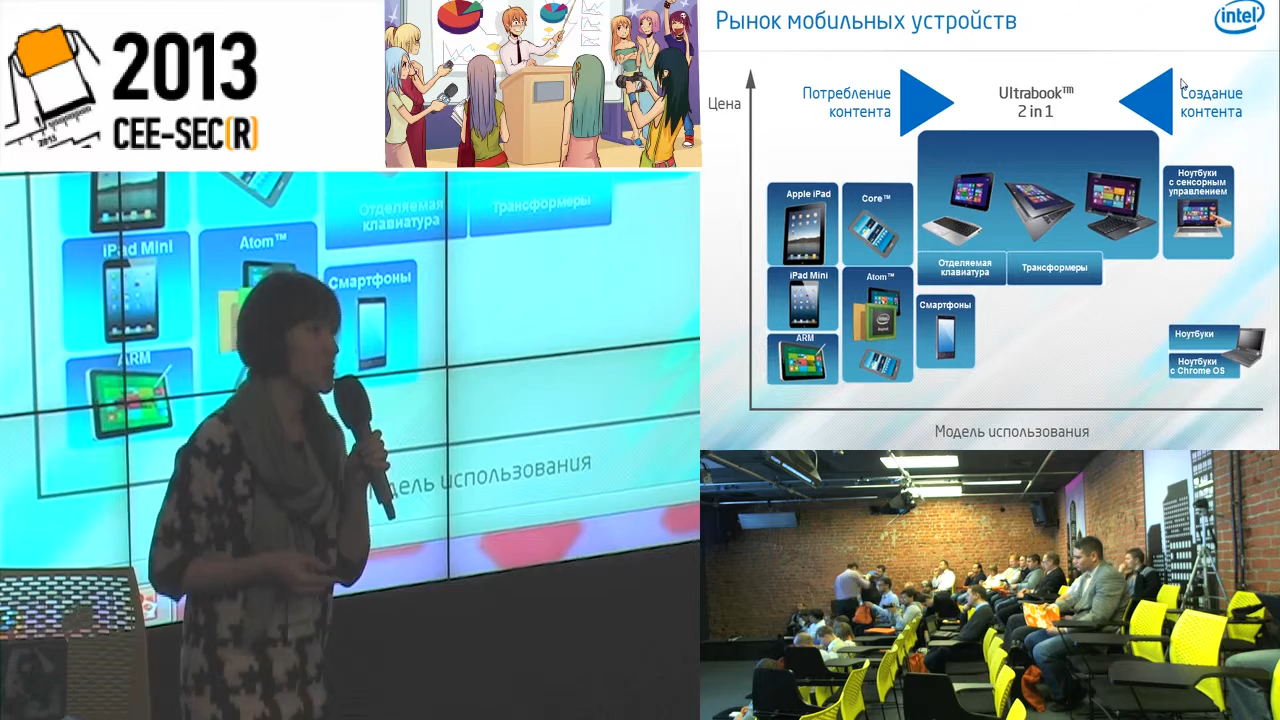 2013
CEE-SEC(R)
2013
Рынок мобильных устройств
intel
Цена
Потребление
контента
Ultrabook™
2 in 1
Создание
контента
Apple iPad
Core™
Ноутбуки
с сенсорным
управлением
iPad Mini
Atom™
Отделяемая
клавиатура
Трансформеры
Смартфоны
ARM
intel
Ноутбуки
Ноутбуки
с Chrome OS
Модель использования
Отделяемая
клавиатура
Трансформеры
iPad Mini
Atom™
Смартфоны
ARM
дель использования